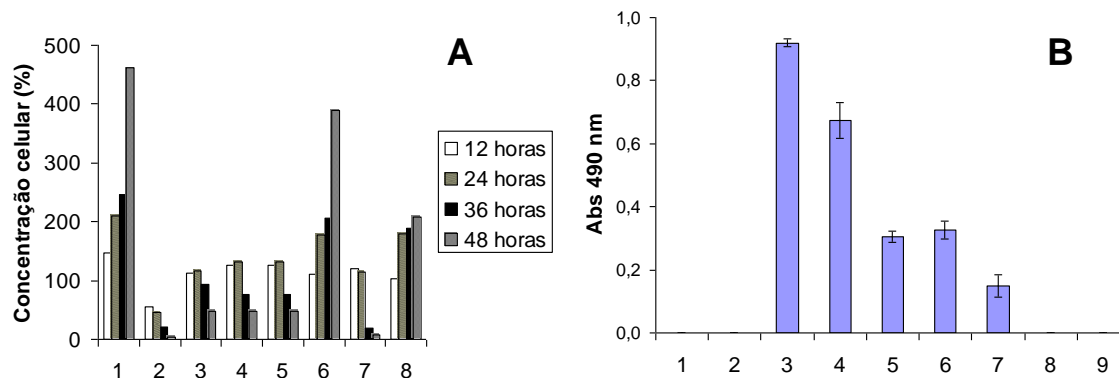 A
Concentração celular (%)
500
400
300
200
100
0
1 2 3 4 5 6 7 8
12 horas
24 horas
36 horas
48 horas
B
Abs 490 nm
1,0
0,8
0,6
0,4
0,2
0,0
1 2 3 4 5 6 7 8 9